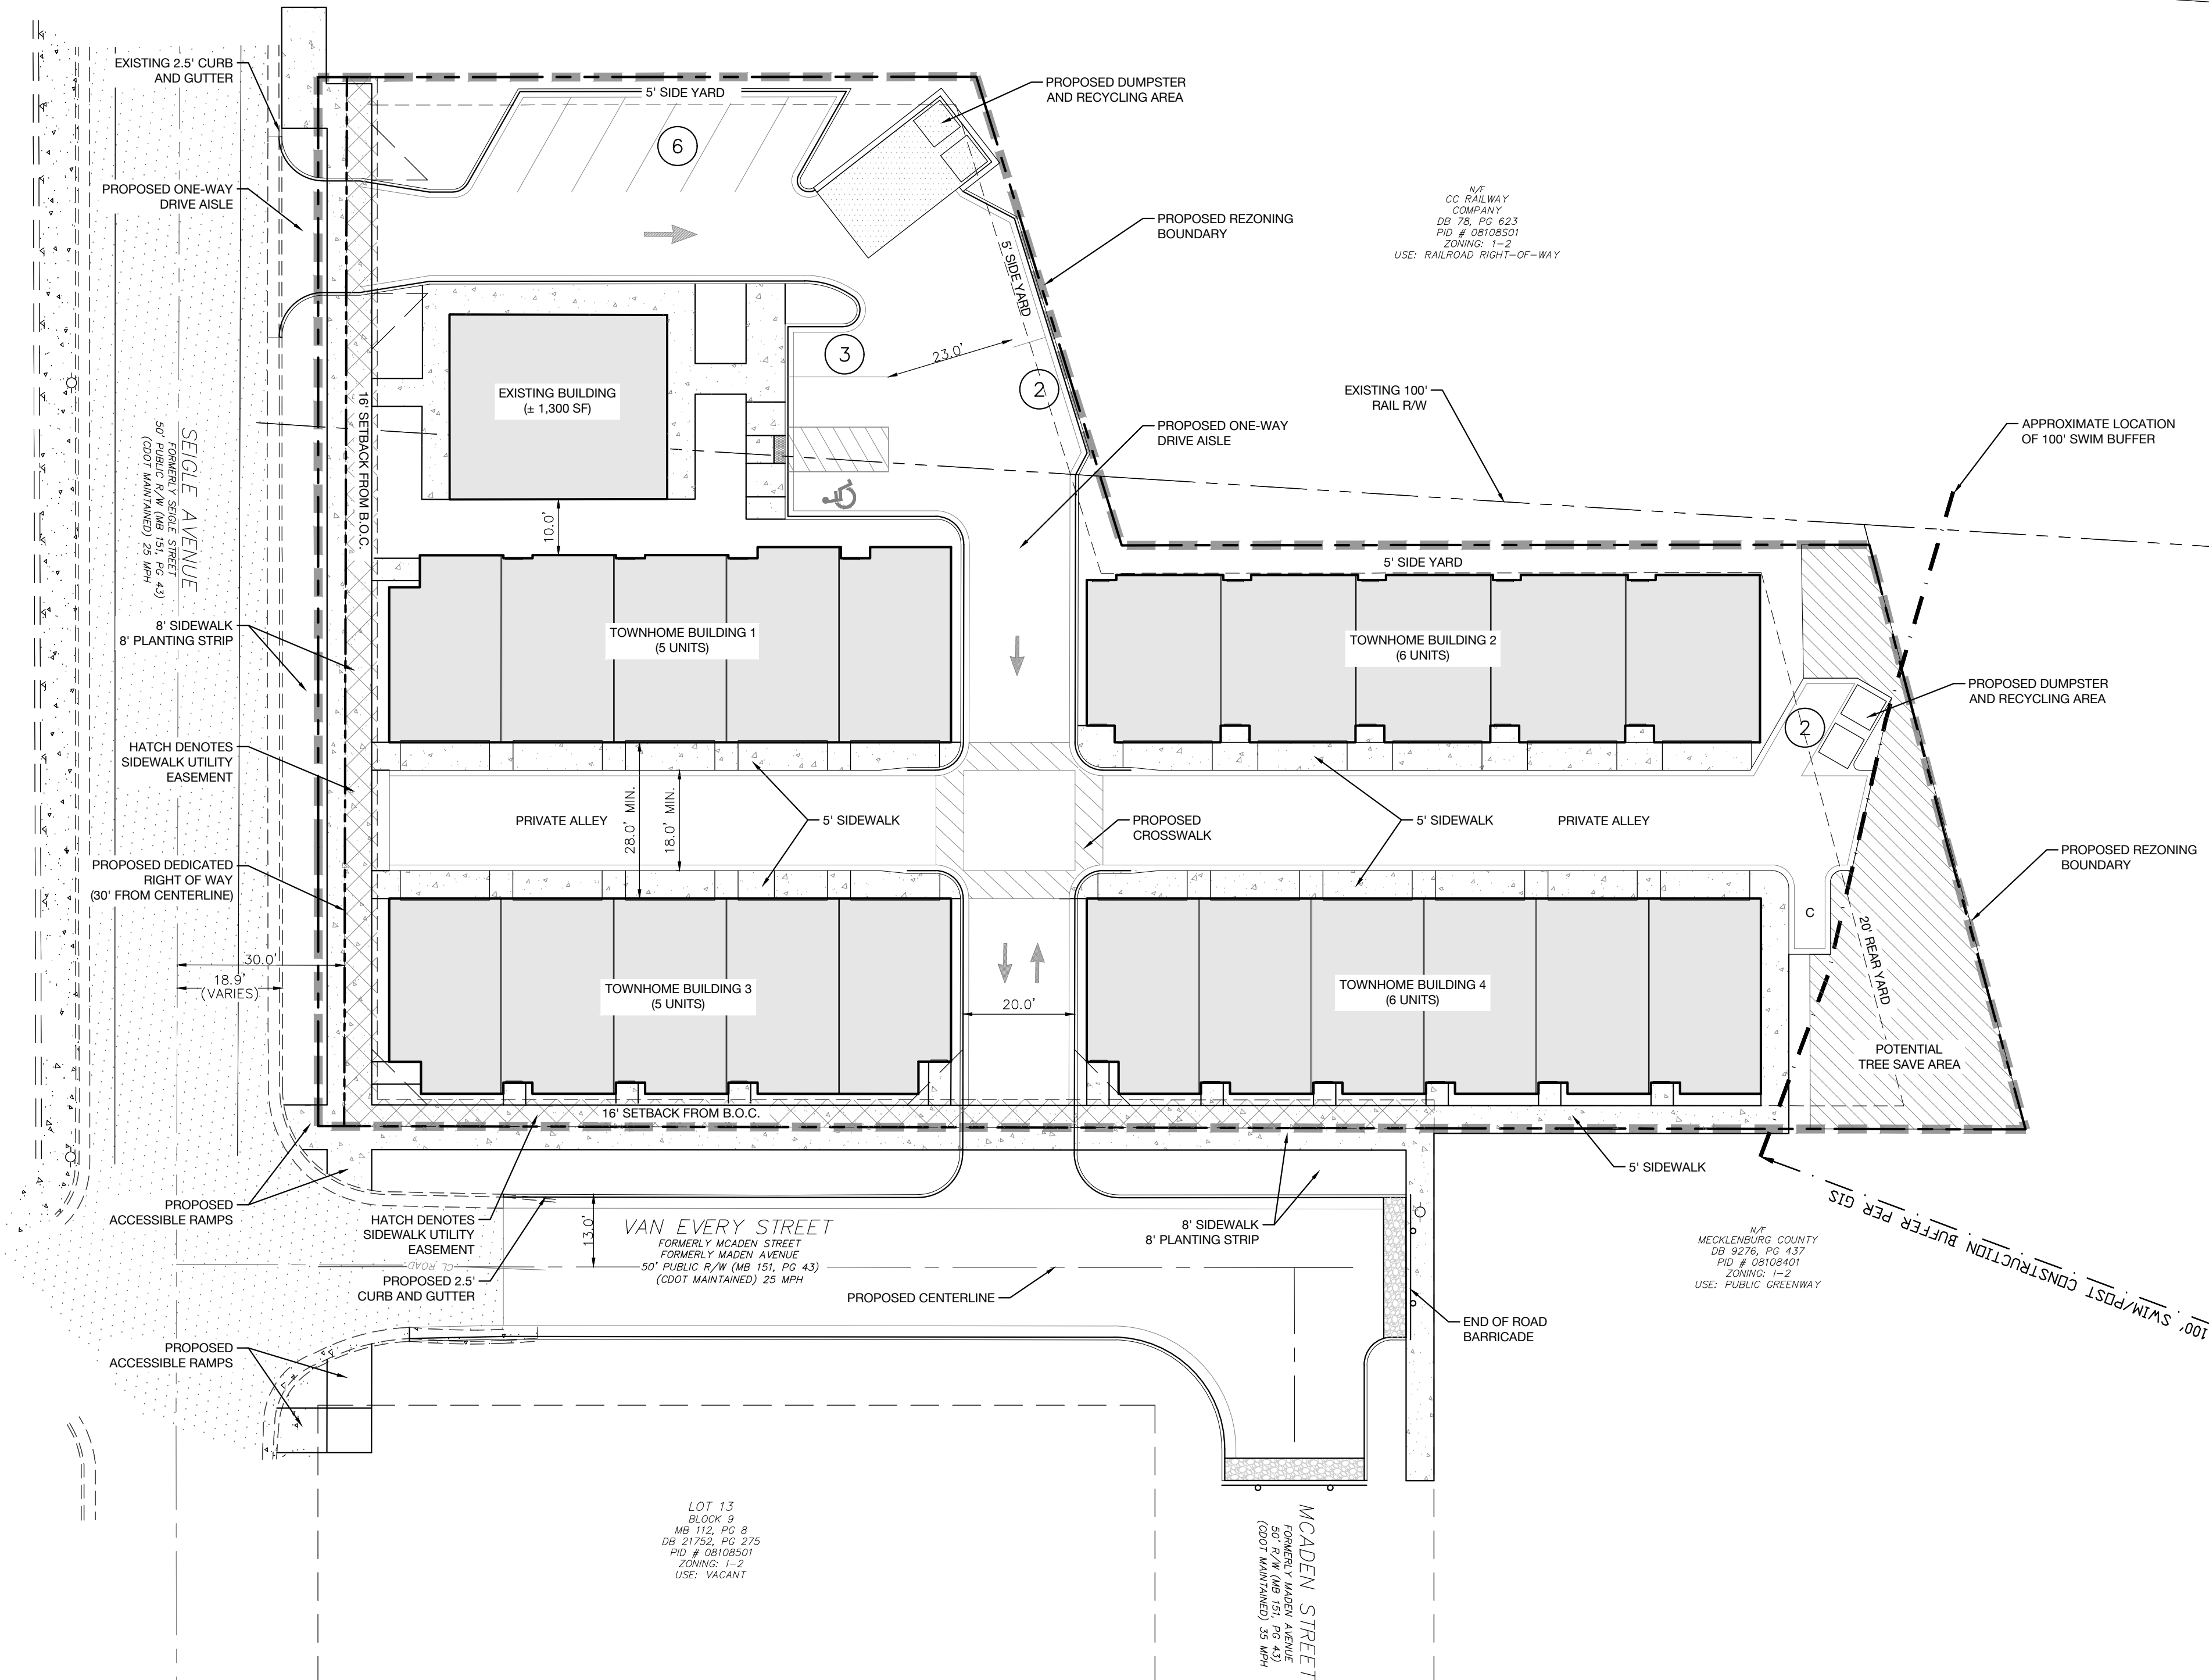 EXISTING 2.5' CURB
AND GUTTER
5' SIDE YARD
PROPOSED DUMPSTER
AND RECYCLING AREA
6
PROPOSED ONE-WAY
DRIVE AISLE
PROPOSED REZONING
BOUNDARY
N/F
CC RAILWAY
COMPANY
DB 78, PG 623
PID # 08108S01
ZONING: 1-2
USE: RAILROAD RIGHT-OF-WAY
5' SIDE YARD
3
23.0'
2
EXISTING BUILDING
(± 1,300 SF)
EXISTING 100'
RAIL R/W
APPROXIMATE LOCATION
OF 100' SWIM BUFFER
PROPOSED ONE-WAY
DRIVE AISLE
SEIGLE AVENUE
FORMERLY SEIGLE STREET
50' PUBLIC R/W (MB 151, PG 43)
(CDOT MAINTAINED) 25 MPH
16' SETBACK FROM B.O.C.
10.0'
5' SIDE YARD
8' SIDEWALK
8' PLANTING STRIP
TOWNHOME BUILDING 1
(5 UNITS)
TOWNHOME BUILDING 2
(6 UNITS)
PROPOSED DUMPSTER
AND RECYCLING AREA
2
HATCH DENOTES
SIDEWALK UTILITY
EASEMENT
PRIVATE ALLEY
28.0' MIN.
18.0' MIN.
5' SIDEWALK
PROPOSED
CROSSWALK
5' SIDEWALK
PRIVATE ALLEY
PROPOSED REZONING
BOUNDARY
PROPOSED DEDICATED
RIGHT OF WAY
(30' FROM CENTERLINE)
C
20' REAR YARD
30.0'
18.9'
(VARIES)
TOWNHOME BUILDING 3
(5 UNITS)
20.0'
TOWNHOME BUILDING 4
(6 UNITS)
POTENTIAL
TREE SAVE AREA
16' SETBACK FROM B.O.C.
5' SIDEWALK
PROPOSED
ACCESSIBLE RAMPS
HATCH DENOTES
SIDEWALK UTILITY
EASEMENT
13.0'
VAN EVERY STREET
FORMERLY MCADEN STREET
FORMERLY MADEN AVENUE
50' PUBLIC R/W (MB 151, PG 43)
(CDOT MAINTAINED) 25 MPH
8' SIDEWALK
8' PLANTING STRIP
CL ROAD
PROPOSED 2.5'
CURB AND GUTTER
PROPOSED CENTERLINE
N/F
MECKLENBURG COUNTY
DB 9276, PG 437
PID # 08108401
ZONING: I-2
USE: PUBLIC GREENWAY
100' SWIM/POST CONSTRUCTION BUFFER PER GIS
END OF ROAD
BARRICADE
PROPOSED
ACCESSIBLE RAMPS
LOT 13
BLOCK 9
MB 112, PG 8
DB 21752, PG 275
PID # 08108501
ZONING: I-2
USE: VACANT
MCADEN STREET
FORMERLY MADEN AVENUE
50' R/W (MB 151, PG 43)
(CDOT MAINTAINED) 35 MPH